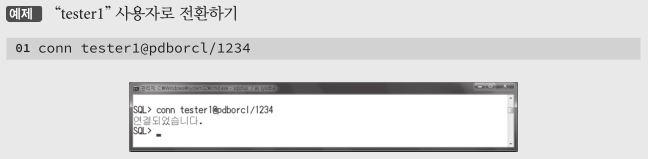 예제 “tester1” 사용자로 전환하기
01 conn tester1@pdborcl/1234
SQL> conn tester1@pdborcl/1234
연결되었습니다.
SQL> _